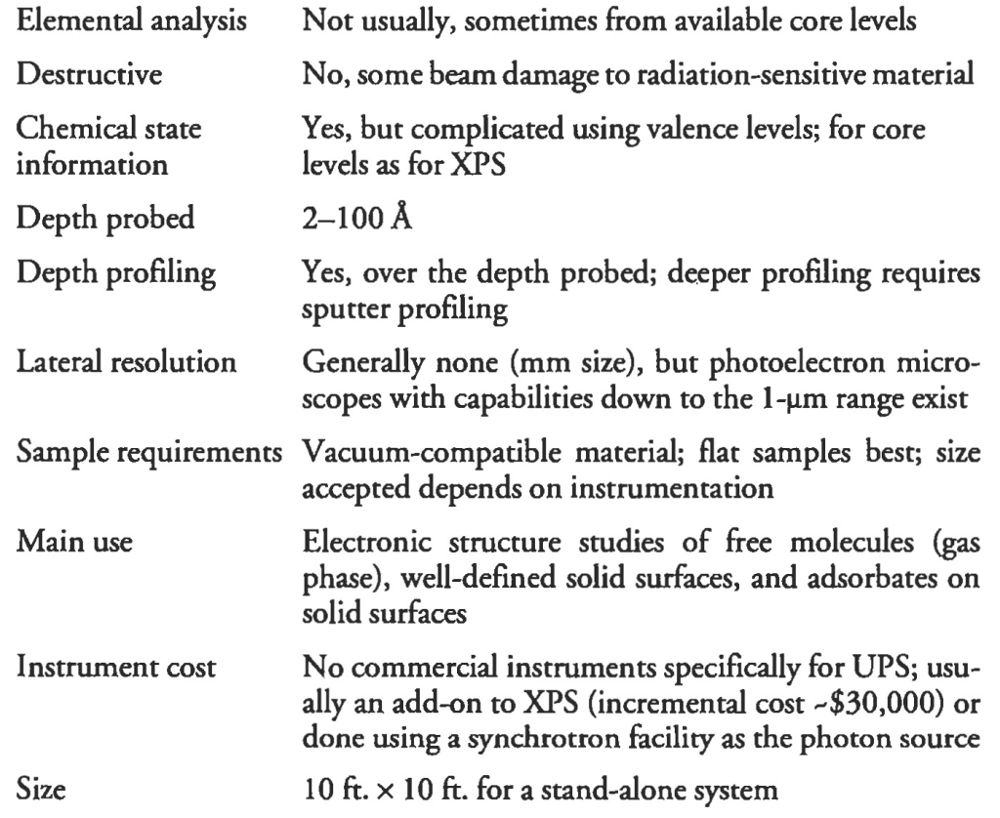 Elemental analysis Not usually, sometimes from available core levels
Destructive No, some beam damage to radiation-sensitive material
Chemical state Yes, but complicated using valence levels; for core
information levels as for XPS
Depth probed 2–100 Å
Depth profiling Yes, over the depth probed; deeper profiling requires
sputter profiling
Lateral resolution Generally none (mm size), but photoelectron micro-
scopes with capabilities down to the 1-µm range exist
Sample requirements Vacuum-compatible material; flat samples best; size
accepted depends on instrumentation
Main use Electronic structure studies of free molecules (gas
phase), well-defined solid surfaces, and adsorbates on
solid surfaces
Instrument cost No commercial instruments specifically for UPS; usu-
ally an add-on to XPS (incremental cost ~$30,000) or
done using a synchrotron facility as the photon source
Size 10 ft. × 10 ft. for a stand-alone system